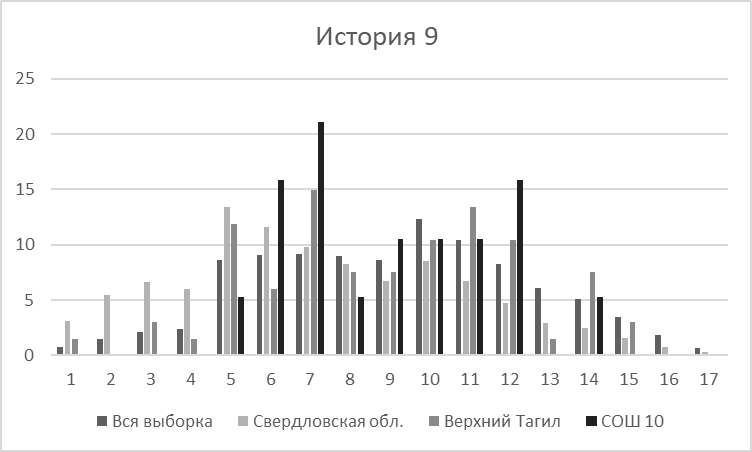 История 9
25
20
15
10
5
0
1 2 3 4 5 6 7 8 9 10 11 12 13 14 15 16 17
Вся выборка Свердловская обл. Верхний Тагил СОШ 10